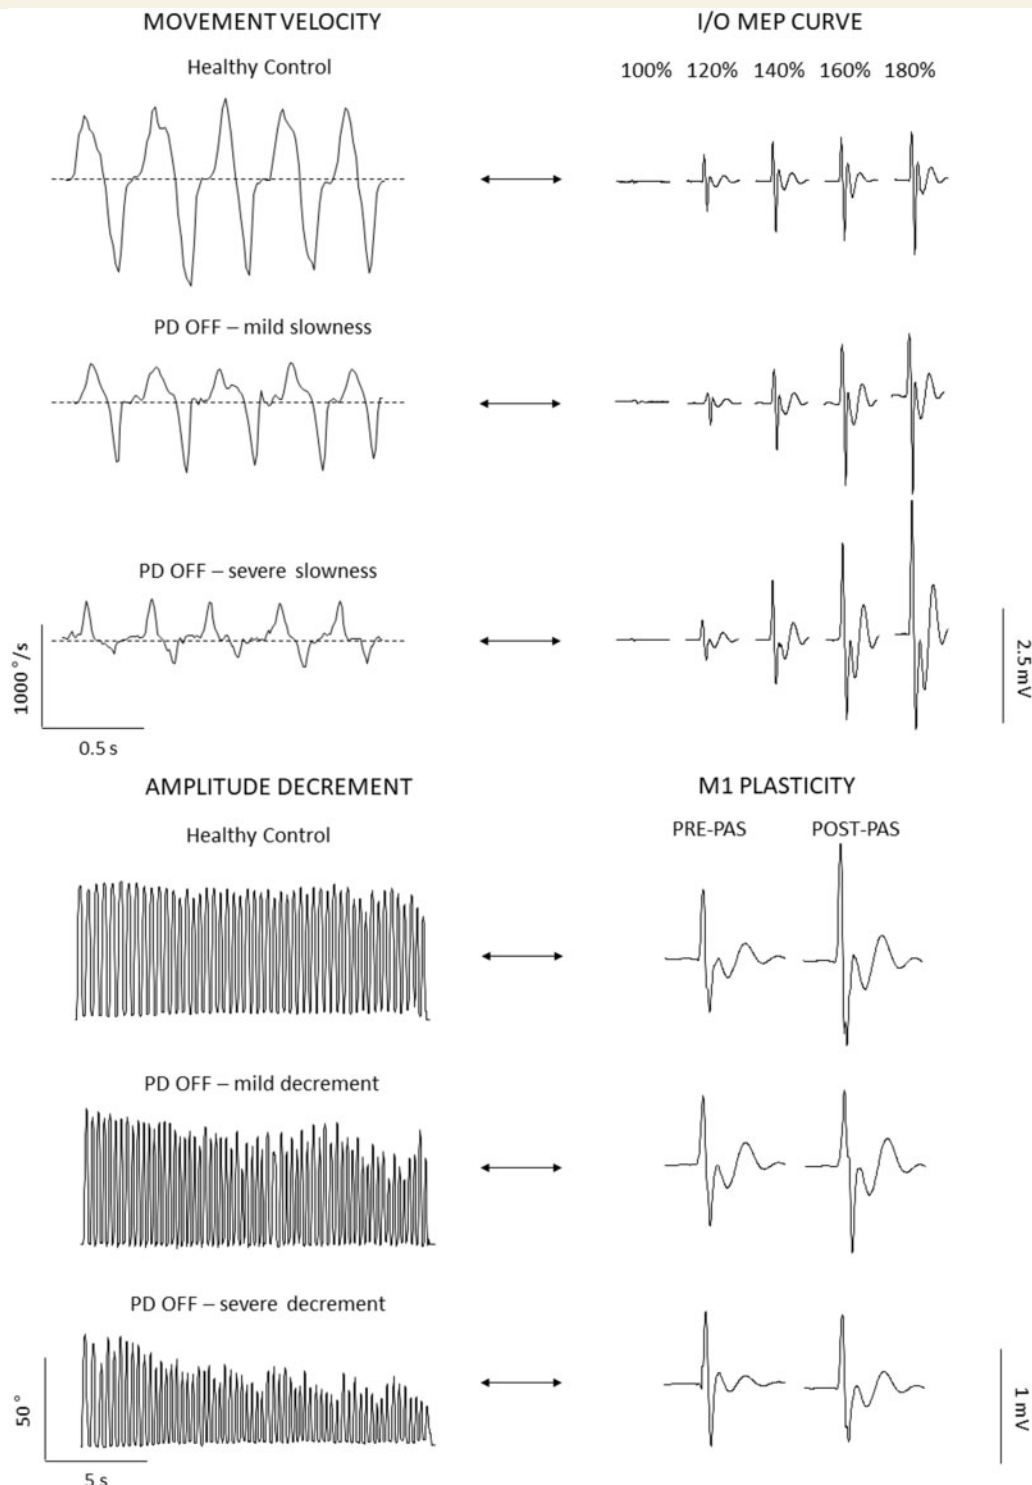 MOVEMENT VELOCITY
I/O MEP CURVE
Healthy Control
100% 120% 140% 160% 180%
PD OFF – mild slowness
PD OFF – severe slowness
1000 °/s
0.5 s
2.5 mV
AMPLITUDE DECREMENT
M1 PLASTICITY
Healthy Control
PRE-PAS
POST-PAS
PD OFF – mild decrement
PD OFF – severe decrement
50°
5 s
1 mV